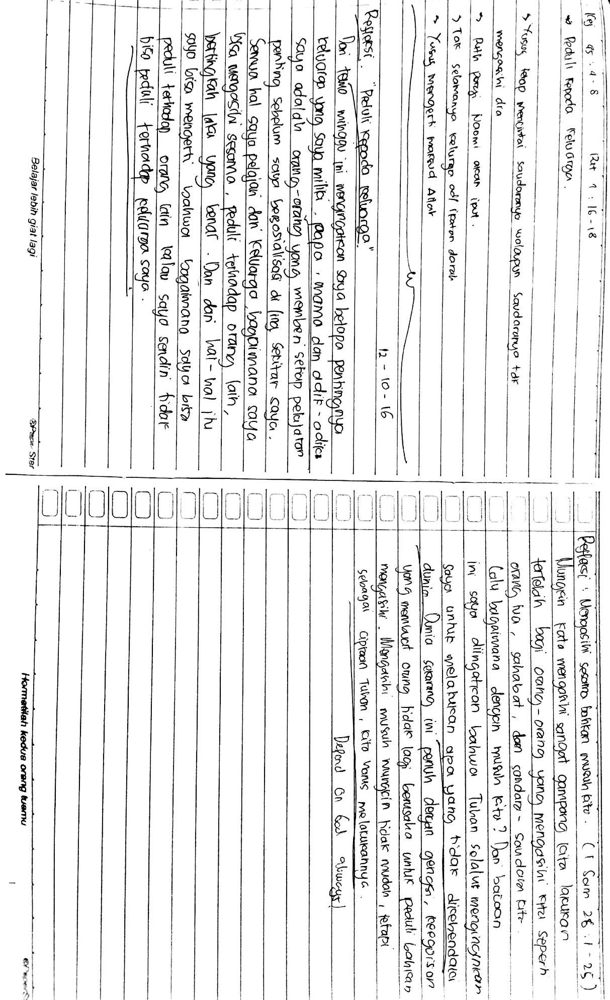 Kej 45 : 4 - 8 Rut 1 : 16 - 18
Peduli kepada keluarga.
Yusuf tetap mencintai saudaranya walapun saudaranya tdk
mengasihi dia
Ruth pergi Naomi akan ikut.
Tak selamanya kelurga adl ikatan darah
Yusuf mengerti maksud Allah
12 - 10 - 16
Refleksi. "Peduli kepada keluarga"
Dari tema minggu ini mengingatkan saya betapa pentingnya
keluarga yang saya miliki. papa, mama dan adik-adik
saya adalah orang-orang yang memberi setiap pelajaran
penting sebelum saya bersosialisasi di ling sekitar saya.
Semua hal saya pelajari dari keluarga, bagaimana saya
bisa mengasihi sesama, peduli terhadap orang lain,
bertingkah laku yang benar. Dan dari hal-hal itu
saya bisa mengerti bahwa bagaimana saya bisa
peduli terhadap orang lain kalau saya sendiri tidak
bisa peduli terhadap keluarga saya.
Belajar lebih giat lagi
Refleksi : Mengasihi sesama bahkan musuh kita. (1 Sam 28 : 1 - 25)
Mungkin kata mengasihi sangat gampang kita lakukan
terlebih bagi orang-orang yang mengasihi kita seperti
orang tua, sahabat, dan saudara-saudara kita.
Lalu bagaimana dengan musuh kita? Dari bacaan
ini saya diingatkan bahwa Tuhan selalu menginginkan
saya untuk melakukan apa yang tidak dikehendaki
dunia. Dunia sekarang ini penuh dengan gengsi, keegoisan
yang membuat orang tidak lagi berusaha untuk peduli bahkan
mengasihi. Mengasihi musuh mungkin tidak mudah, tetapi
sebagai ciptaan Tuhan, kita harus melakukannya.
Depend on God always!
Hormatilah kedua orang tuamu